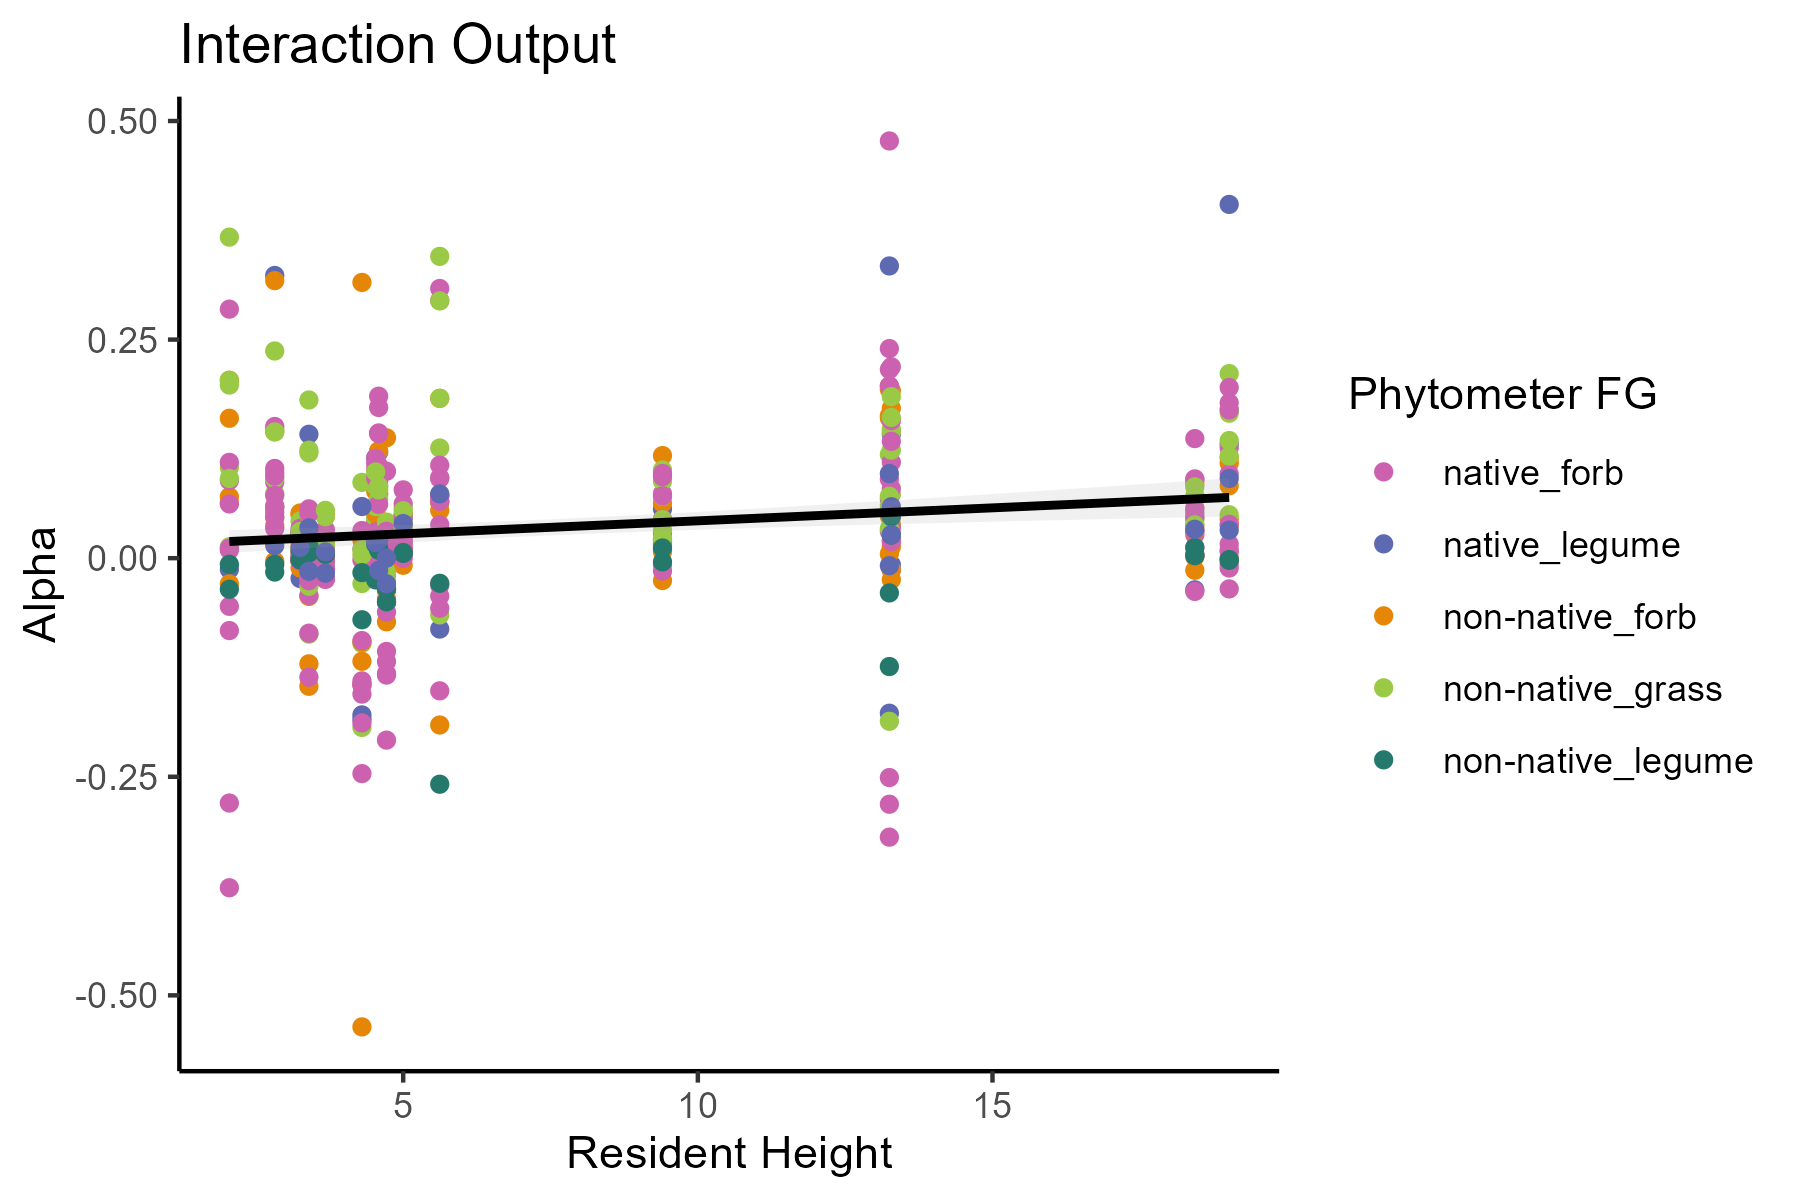 Interaction Output
0.50
0.25
0.00
-0.25
-0.50
Alpha
5 10 15
Resident Height
Phytometer FG
native_forb
native_legume
non-native_forb
non-native_grass
non-native_legume